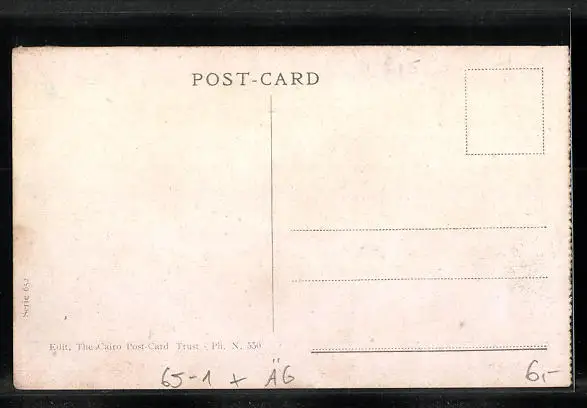 POST-CARD
Serie 652
Edit. The Cairo Post-Card Trust - Ph. N. 550
65-1 + ÄG
6,-